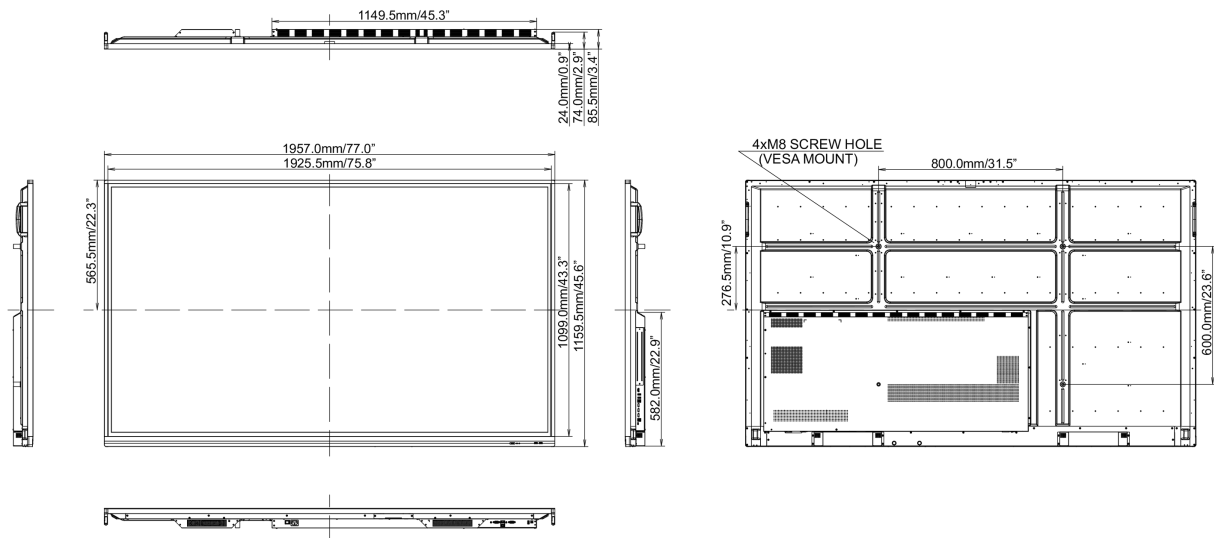 1149.5mm/45.3"
24.0mm/0.9"
74.0mm/2.9"
85.5mm/3.4"
1957.0mm/77.0"
1925.5mm/75.8"
565.5mm/22.3"
1099.0mm/43.3"
1159.5mm/45.6"
582.0mm/22.9"
4xM8 SCREW HOLE
(VESA MOUNT)
800.0mm/31.5"
276.5mm/10.9"
600.0mm/23.6"